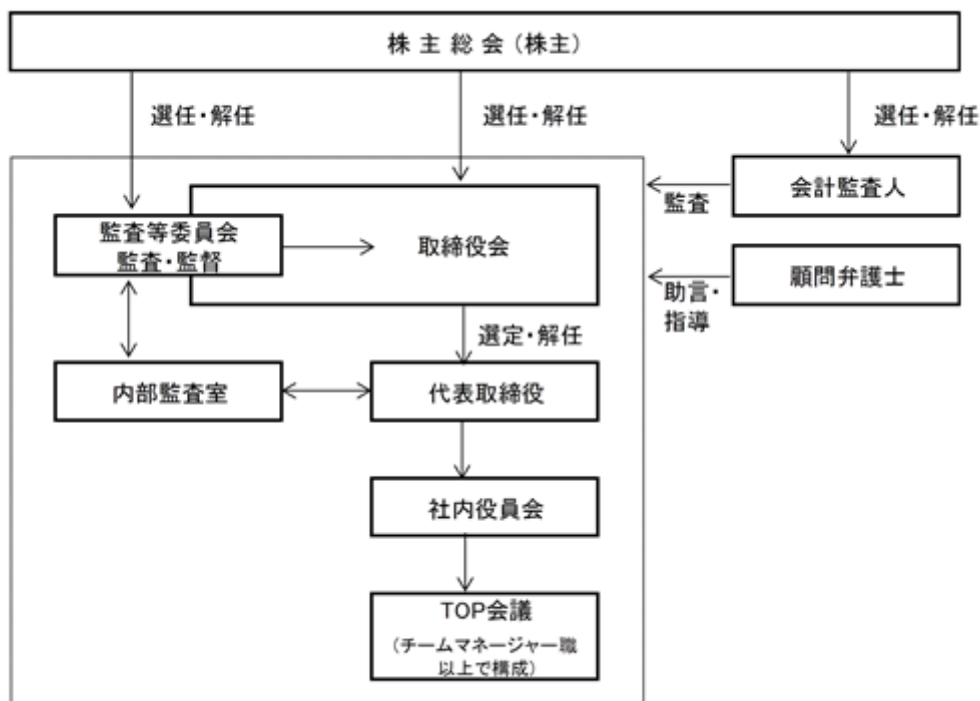 株 主 総 会 （株主）
選任・解任
選任・解任
選任・解任
会計監査人
監査
監査等委員会
監査・監督
取締役会
顧問弁護士
助言・
指導
選定・解任
内部監査室
代表取締役
社内役員会
TOP会議
（チームマネージャー職
以上で構成）